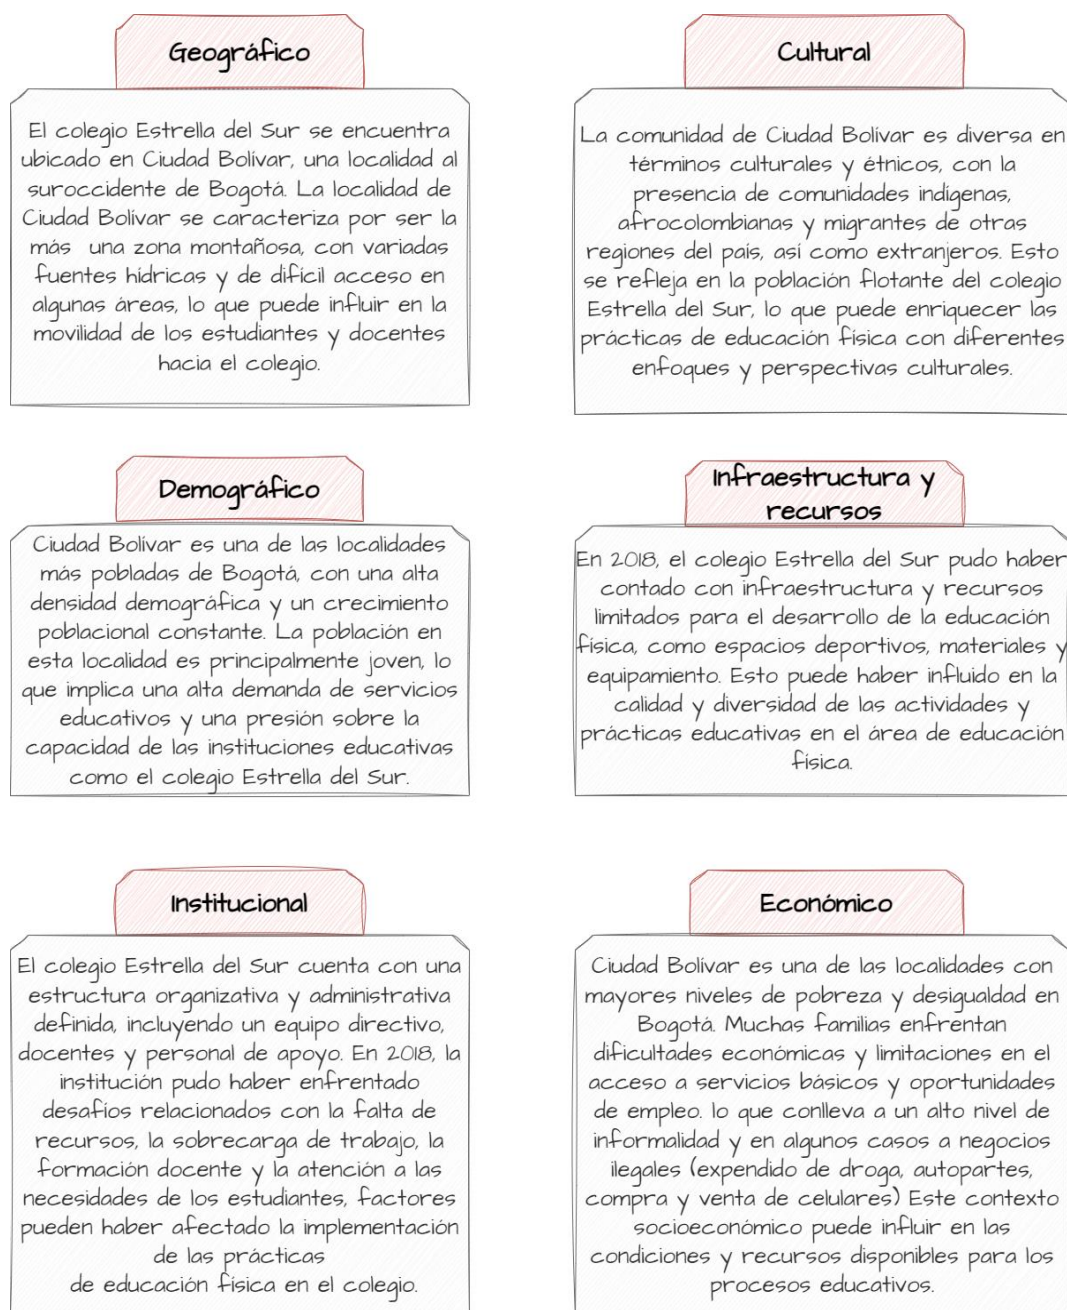 Geográfico
El colegio Estrella del Sur se encuentra
ubicado en Ciudad Bolívar, una localidad al
suroccidente de Bogotá. La localidad de
Ciudad Bolívar se caracteriza por ser la
más una zona montañosa, con variadas
fuentes hídricas y de difícil acceso en
algunas áreas, lo que puede influir en la
movilidad de los estudiantes y docentes
hacia el colegio.
Cultural
La comunidad de Ciudad Bolívar es diversa en
términos culturales y étnicos, con la
presencia de comunidades indígenas,
afrocolombianas y migrantes de otras
regiones del país, así como extranjeros. Esto
se refleja en la población flotante del colegio
Estrella del Sur, lo que puede enriquecer las
prácticas de educación física con diferentes
enfoques y perspectivas culturales.
Demográfico
Ciudad Bolívar es una de las localidades
más pobladas de Bogotá, con una alta
densidad demográfica y un crecimiento
poblacional constante. La población en
esta localidad es principalmente joven, lo
que implica una alta demanda de servicios
educativos y una presión sobre la
capacidad de las instituciones educativas
como el colegio Estrella del Sur.
Infraestructura y
recursos
En 2018, el colegio Estrella del Sur pudo haber
contado con infraestructura y recursos
limitados para el desarrollo de la educación
física, como espacios deportivos, materiales y
equipamiento. Esto puede haber influido en la
calidad y diversidad de las actividades y
prácticas educativas en el área de educación
física.
Institucional
El colegio Estrella del Sur cuenta con una
estructura organizativa y administrativa
definida, incluyendo un equipo directivo,
docentes y personal de apoyo. En 2018, la
institución pudo haber enfrentado
desafíos relacionados con la falta de
recursos, la sobrecarga de trabajo, la
formación docente y la atención a las
necesidades de los estudiantes, factores
pueden haber afectado la implementación
de las prácticas
de educación física en el colegio.
Económico
Ciudad Bolívar es una de las localidades con
mayores niveles de pobreza y desigualdad en
Bogotá. Muchas familias enfrentan
dificultades económicas y limitaciones en el
acceso a servicios básicos y oportunidades
de empleo. lo que conlleva a un alto nivel de
informalidad y en algunos casos a negocios
ilegales (expendido de droga, autopartes,
compra y venta de celulares) Este contexto
socioeconómico puede influir en las
condiciones y recursos disponibles para los
procesos educativos.